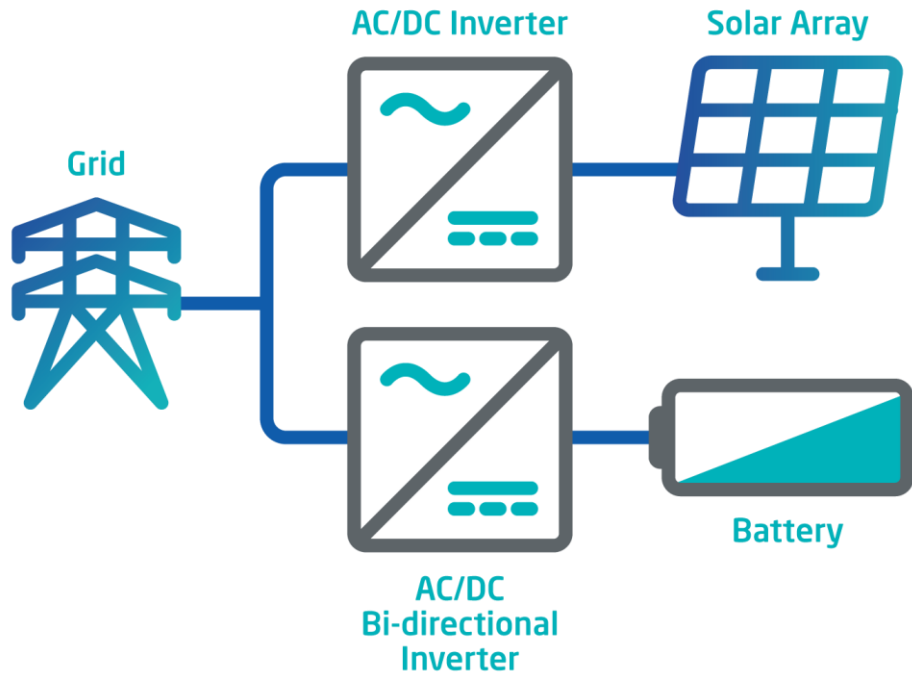 AC/DC Inverter
Solar Array
Grid
Battery
AC/DC
Bi-directional
Inverter